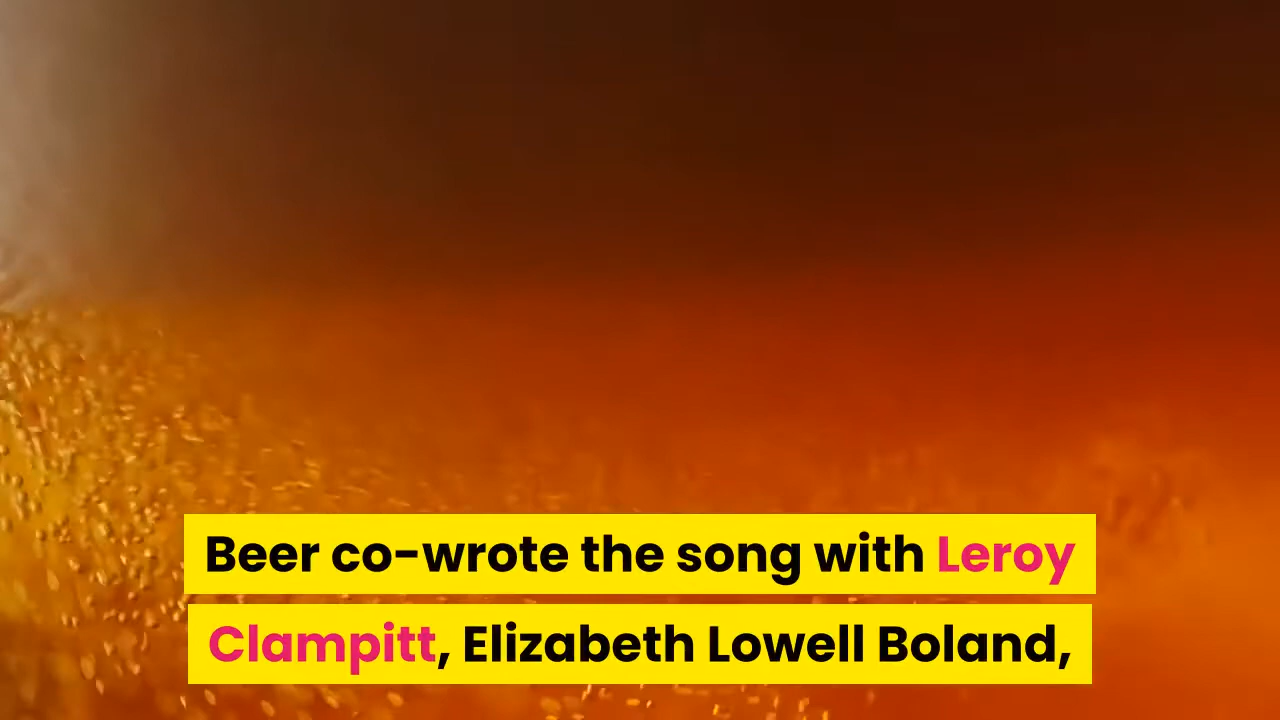 Beer co-wrote the song with Leroy
Clampitt, Elizabeth Lowell Boland,